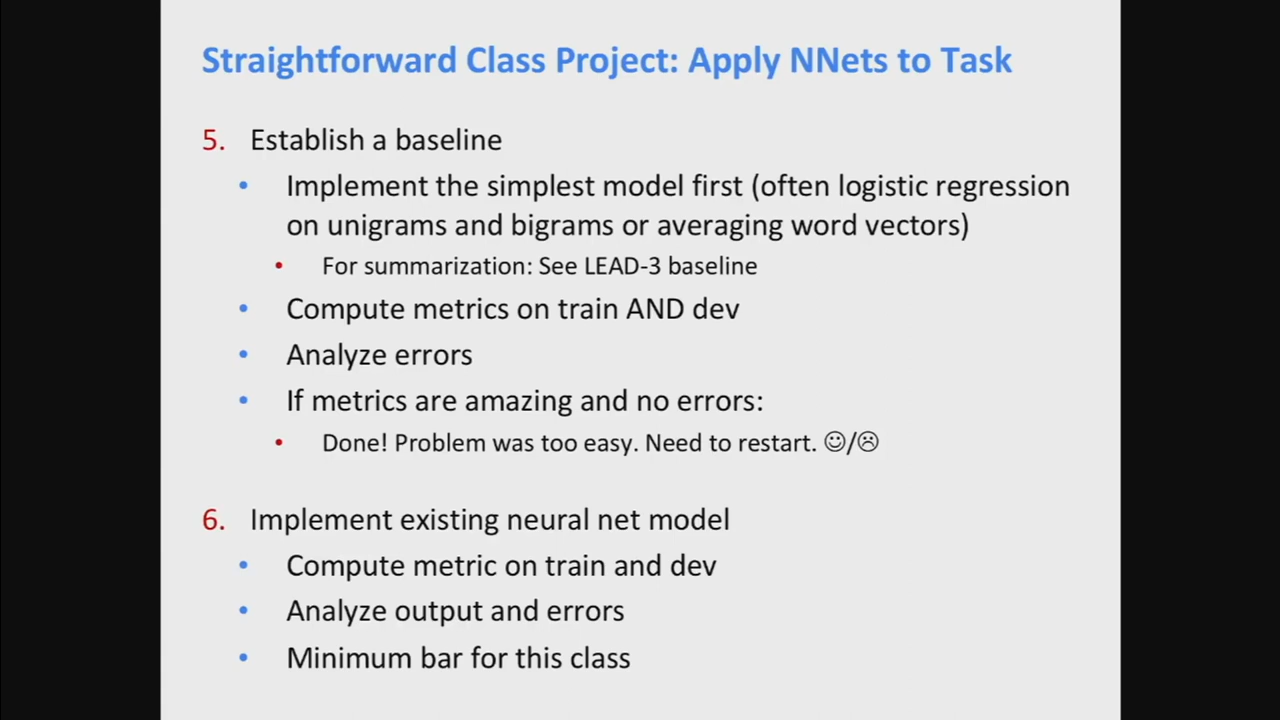 Straightforward Class Project: Apply NNets to Task
5. Establish a baseline
• Implement the simplest model first (often logistic regression
on unigrams and bigrams or averaging word vectors)
• For summarization: See LEAD-3 baseline
• Compute metrics on train AND dev
• Analyze errors
• If metrics are amazing and no errors:
• Done! Problem was too easy. Need to restart. ☺/☹
6. Implement existing neural net model
• Compute metric on train and dev
• Analyze output and errors
• Minimum bar for this class